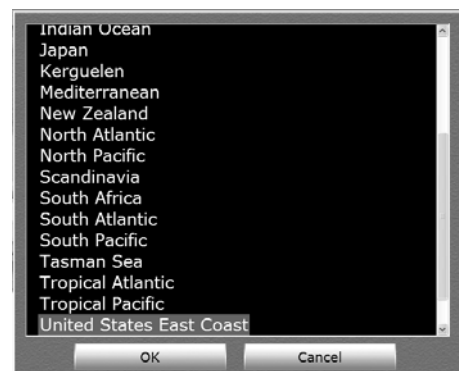 Indian Ocean
Japan
Kerguelen
Mediterranean
New Zealand
North Atlantic
North Pacific
Scandinavia
South Africa
South Atlantic
South Pacific
Tasman Sea
Tropical Atlantic
Tropical Pacific
United States East Coast
OK Cancel